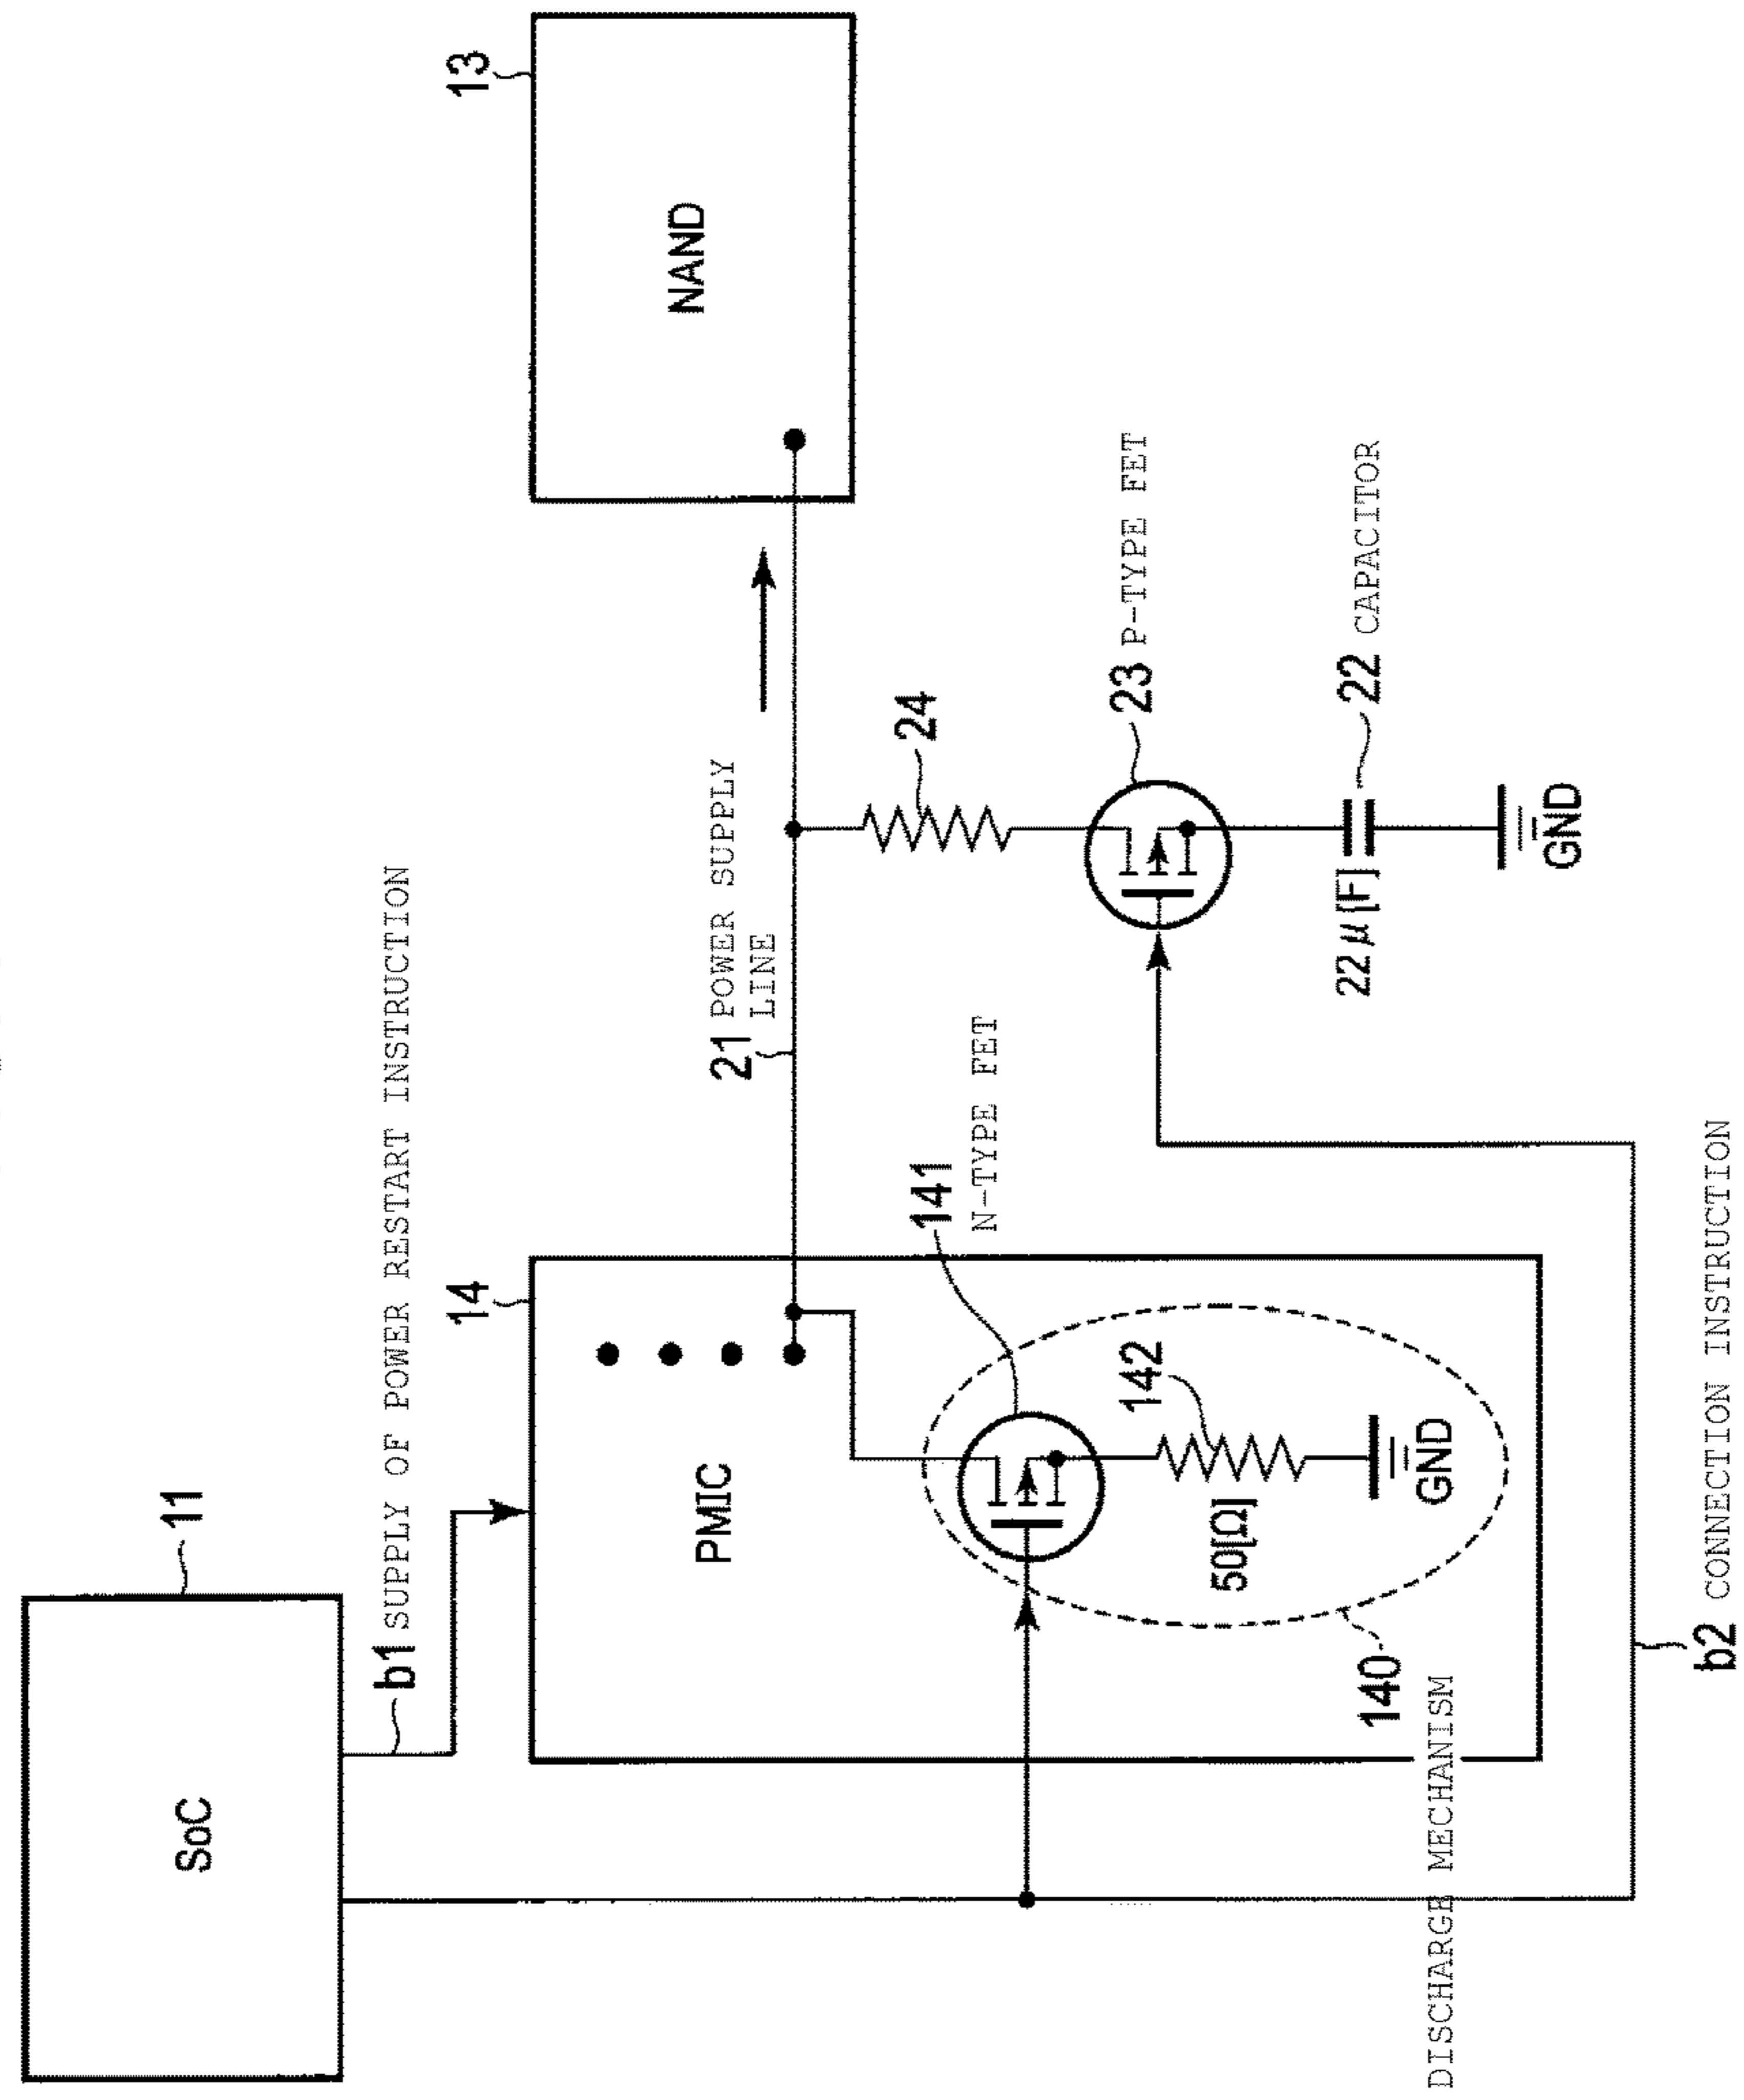 11
SoC
b1 SUPPLY OF POWER RESTART INSTRUCTION
14
13
PMIC
NAND
21 POWER SUPPLY
LINE
24
141
N-TYPE FET
23 P-TYPE FET
142
50[Ω]
GND
22μ[F]
22 CAPACITOR
GND
140
DISCHARGE MECHANISM
b2 CONNECTION INSTRUCTION